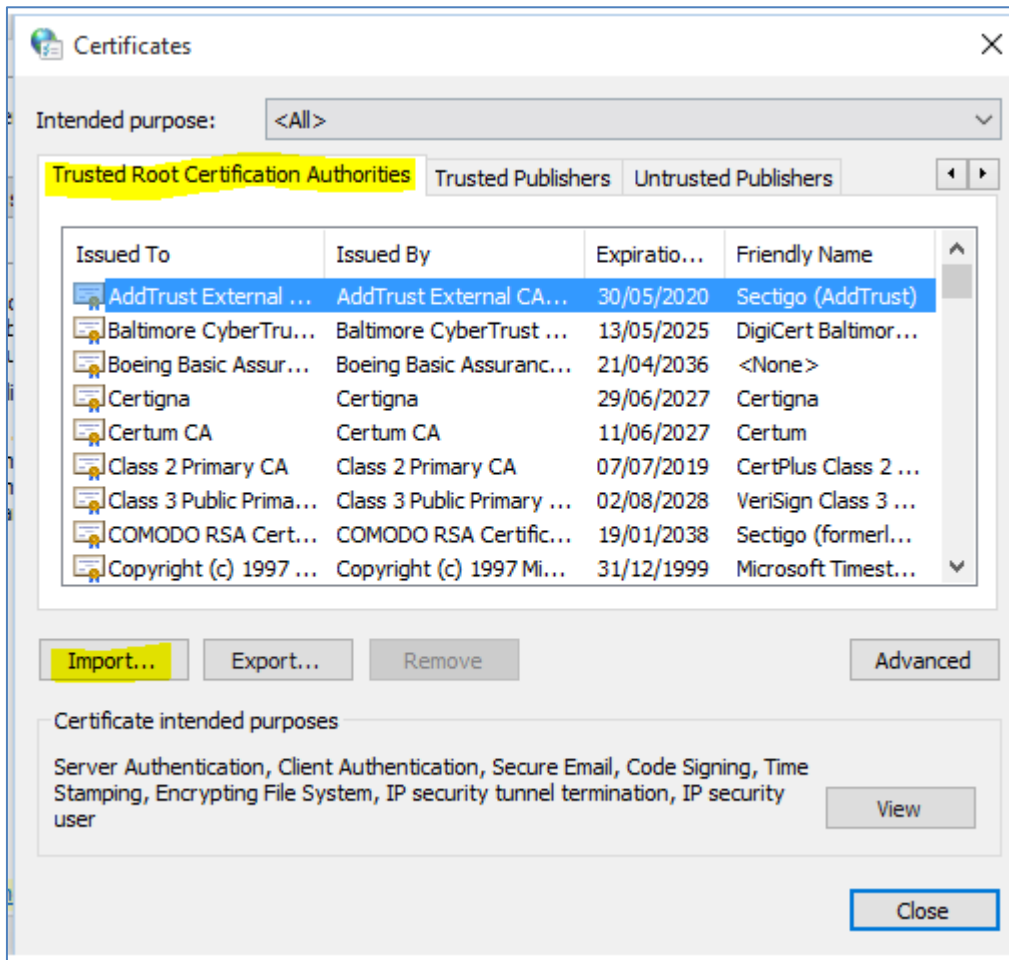 Certificates
Intended purpose: <All>
Trusted Root Certification Authorities Trusted Publishers Untrusted Publishers
Issued To Issued By Expiratio... Friendly Name
AddTrust External ... AddTrust External CA... 30/05/2020 Sectigo (AddTrust)
Baltimore CyberTru... Baltimore CyberTrust ... 13/05/2025 DigiCert Baltimor...
Boeing Basic Assur... Boeing Basic Assuranc... 21/04/2036 <None>
Certigna Certigna 29/06/2027 Certigna
Certum CA Certum CA 11/06/2027 Certum
Class 2 Primary CA Class 2 Primary CA 07/07/2019 CertPlus Class 2 ...
Class 3 Public Prima... Class 3 Public Primary ... 02/08/2028 VeriSign Class 3 ...
COMODO RSA Cert... COMODO RSA Certific... 19/01/2038 Sectigo (formerl...
Copyright (c) 1997 ... Copyright (c) 1997 Mi... 31/12/1999 Microsoft Timest...
Import... Export... Remove Advanced
Certificate intended purposes
Server Authentication, Client Authentication, Secure Email, Code Signing, Time
Stamping, Encrypting File System, IP security tunnel termination, IP security
user
View
Close